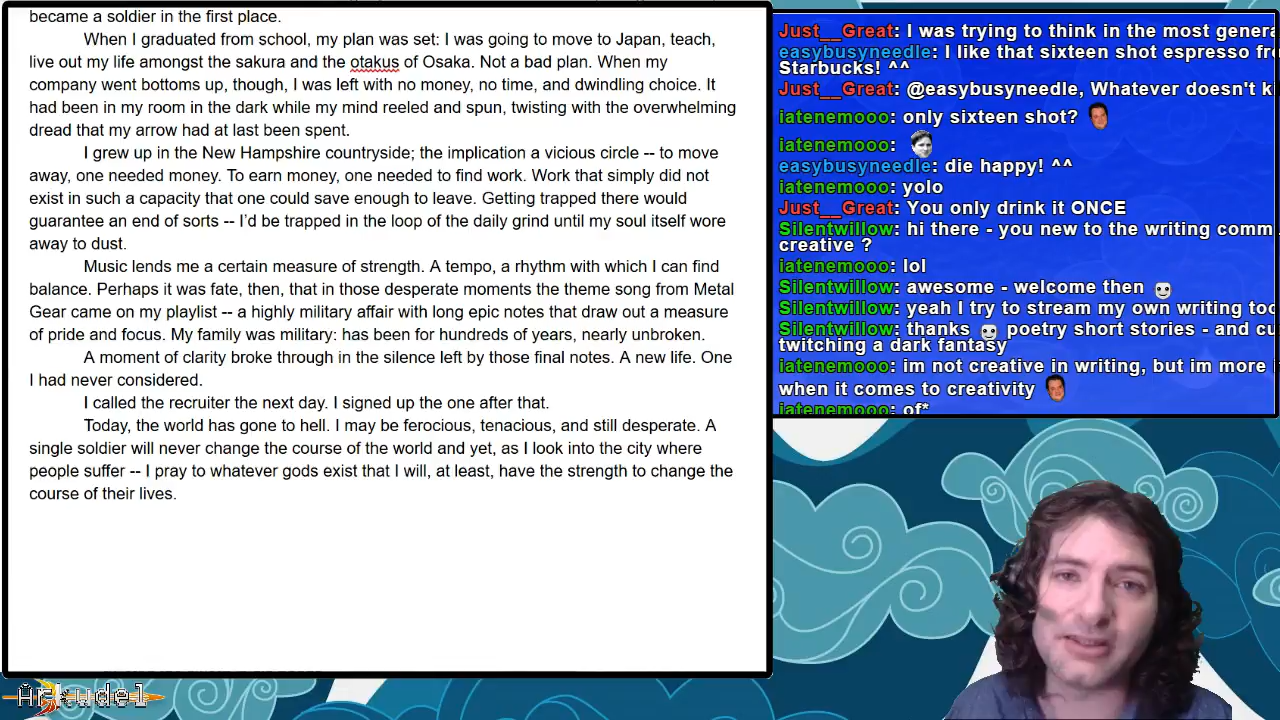 became a soldier in the first place.
When I graduated from school, my plan was set: I was going to move to Japan, teach,
live out my life amongst the sakura and the otakus of Osaka. Not a bad plan. When my
company went bottoms up, though, I was left with no money, no time, and dwindling choice. It
had been in my room in the dark while my mind reeled and spun, twisting with the overwhelming
dread that my arrow had at last been spent.
I grew up in the New Hampshire countryside; the implication a vicious circle -- to move
away, one needed money. To earn money, one needed to find work. Work that simply did not
exist in such a capacity that one could save enough to leave. Getting trapped there would
guarantee an end of sorts -- I'd be trapped in the loop of the daily grind until my soul itself wore
away to dust.
Music lends me a certain measure of strength. A tempo, a rhythm with which I can find
balance. Perhaps it was fate, then, that in those desperate moments the theme song from Metal
Gear came on my playlist -- a highly military affair with long epic notes that draw out a measure
of pride and focus. My family was military: has been for hundreds of years, nearly unbroken.
A moment of clarity broke through in the silence left by those final notes. A new life. One
I had never considered.
I called the recruiter the next day. I signed up the one after that.
Today, the world has gone to hell. I may be ferocious, tenacious, and still desperate. A
single soldier will never change the course of the world and yet, as I look into the city where
people suffer -- I pray to whatever gods exist that I will, at least, have the strength to change the
course of their lives.
Just__Great: I was trying to think in the most genera
easybusyneedle: I like that sixteen shot espresso fr
Starbucks! ^^
Just__Great: @easybusyneedle, Whatever doesn't k
iatenemooo: only sixteen shot?
iatenemooo:
easybusyneedle: die happy! ^^
iatenemooo: yolo
Just__Great: You only drink it ONCE
Silentwillow: hi there - you new to the writing comm
creative ?
iatenemooo: lol
Silentwillow: awesome - welcome then
Silentwillow: yeah I try to stream my own writing too
Silentwillow: thanks poetry short stories - and cu
twitching a dark fantasy
iatenemooo: im not creative in writing, but im more i
when it comes to creativity
iatenemooo: of*
Arkudel